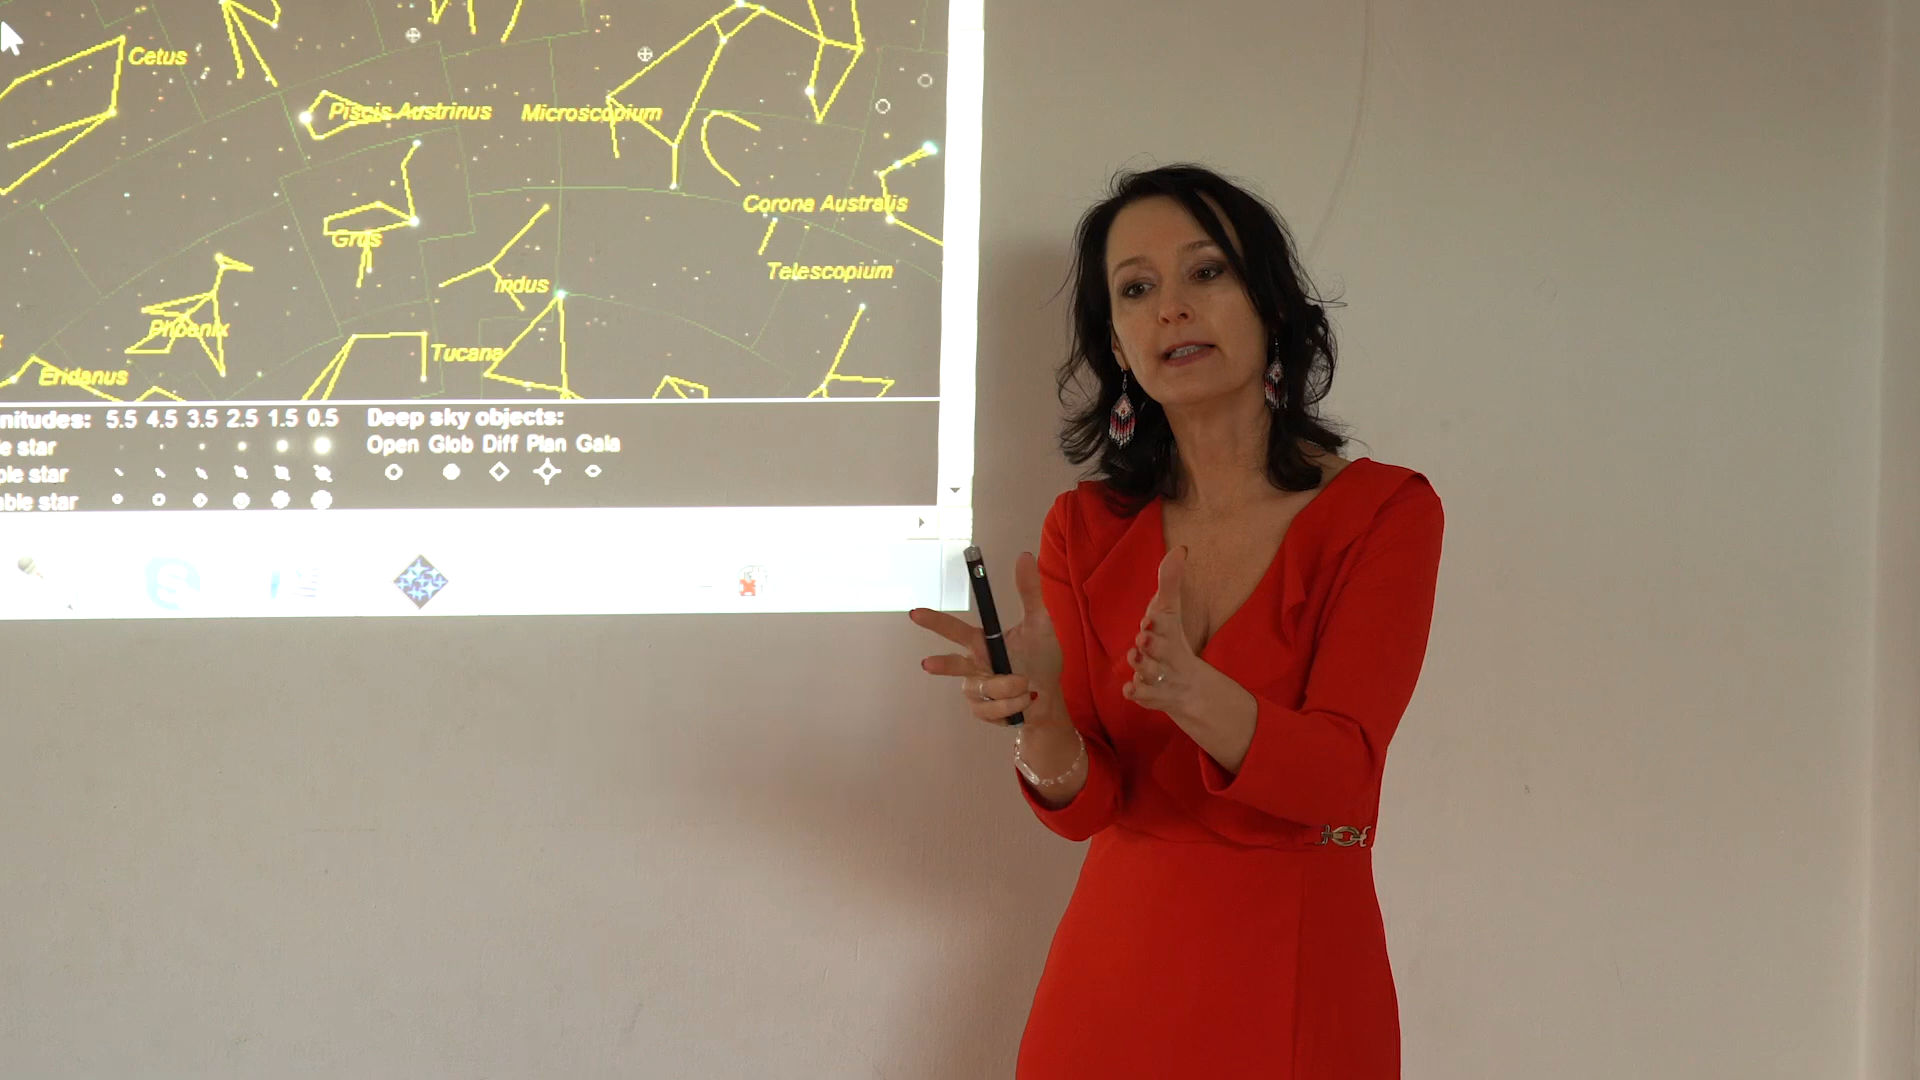 Cetus
Piscis Austrinus
Microscopium
Corona Australis
Grus
Telescopium
Indus
Phoenix
Tucana
Eridanus
nitudes: 5.5 4.5 3.5 2.5 1.5 0.5
Deep sky objects:
e star
Open Glob Diff Plan Gala
ple star
able star